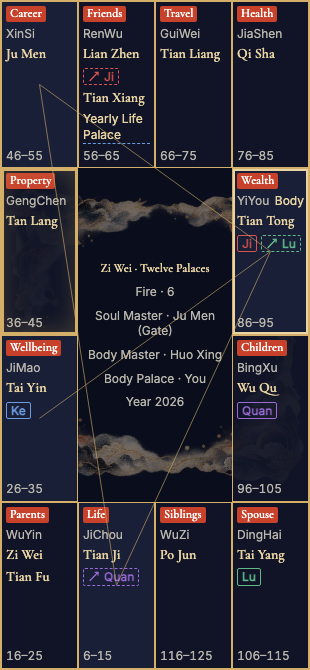 Career
XinSi
Ju Men
46–55
Friends
RenWu
Lian Zhen
↗ Ji
Tian Xiang
Yearly Life
Palace
56–65
Travel
GuiWei
Tian Liang
66–75
Health
JiaShen
Qi Sha
76–85
Property
GengChen
Tan Lang
36–45
Zi Wei · Twelve Palaces
Fire · 6
Soul Master · Ju Men
(Gate)
Body Master · Huo Xing
Body Palace · You
Year 2026
Wealth
YiYou Body
Tian Tong
Ji ↗ Lu
86–95
Wellbeing
JiMao
Tai Yin
Ke
26–35
Children
BingXu
Wu Qu
Quan
96–105
Parents
WuYin
Zi Wei
Tian Fu
16–25
Life
JiChou
Tian Ji
↗ Quan
6–15
Siblings
WuZi
Po Jun
116–125
Spouse
DingHai
Tai Yang
Lu
106–115